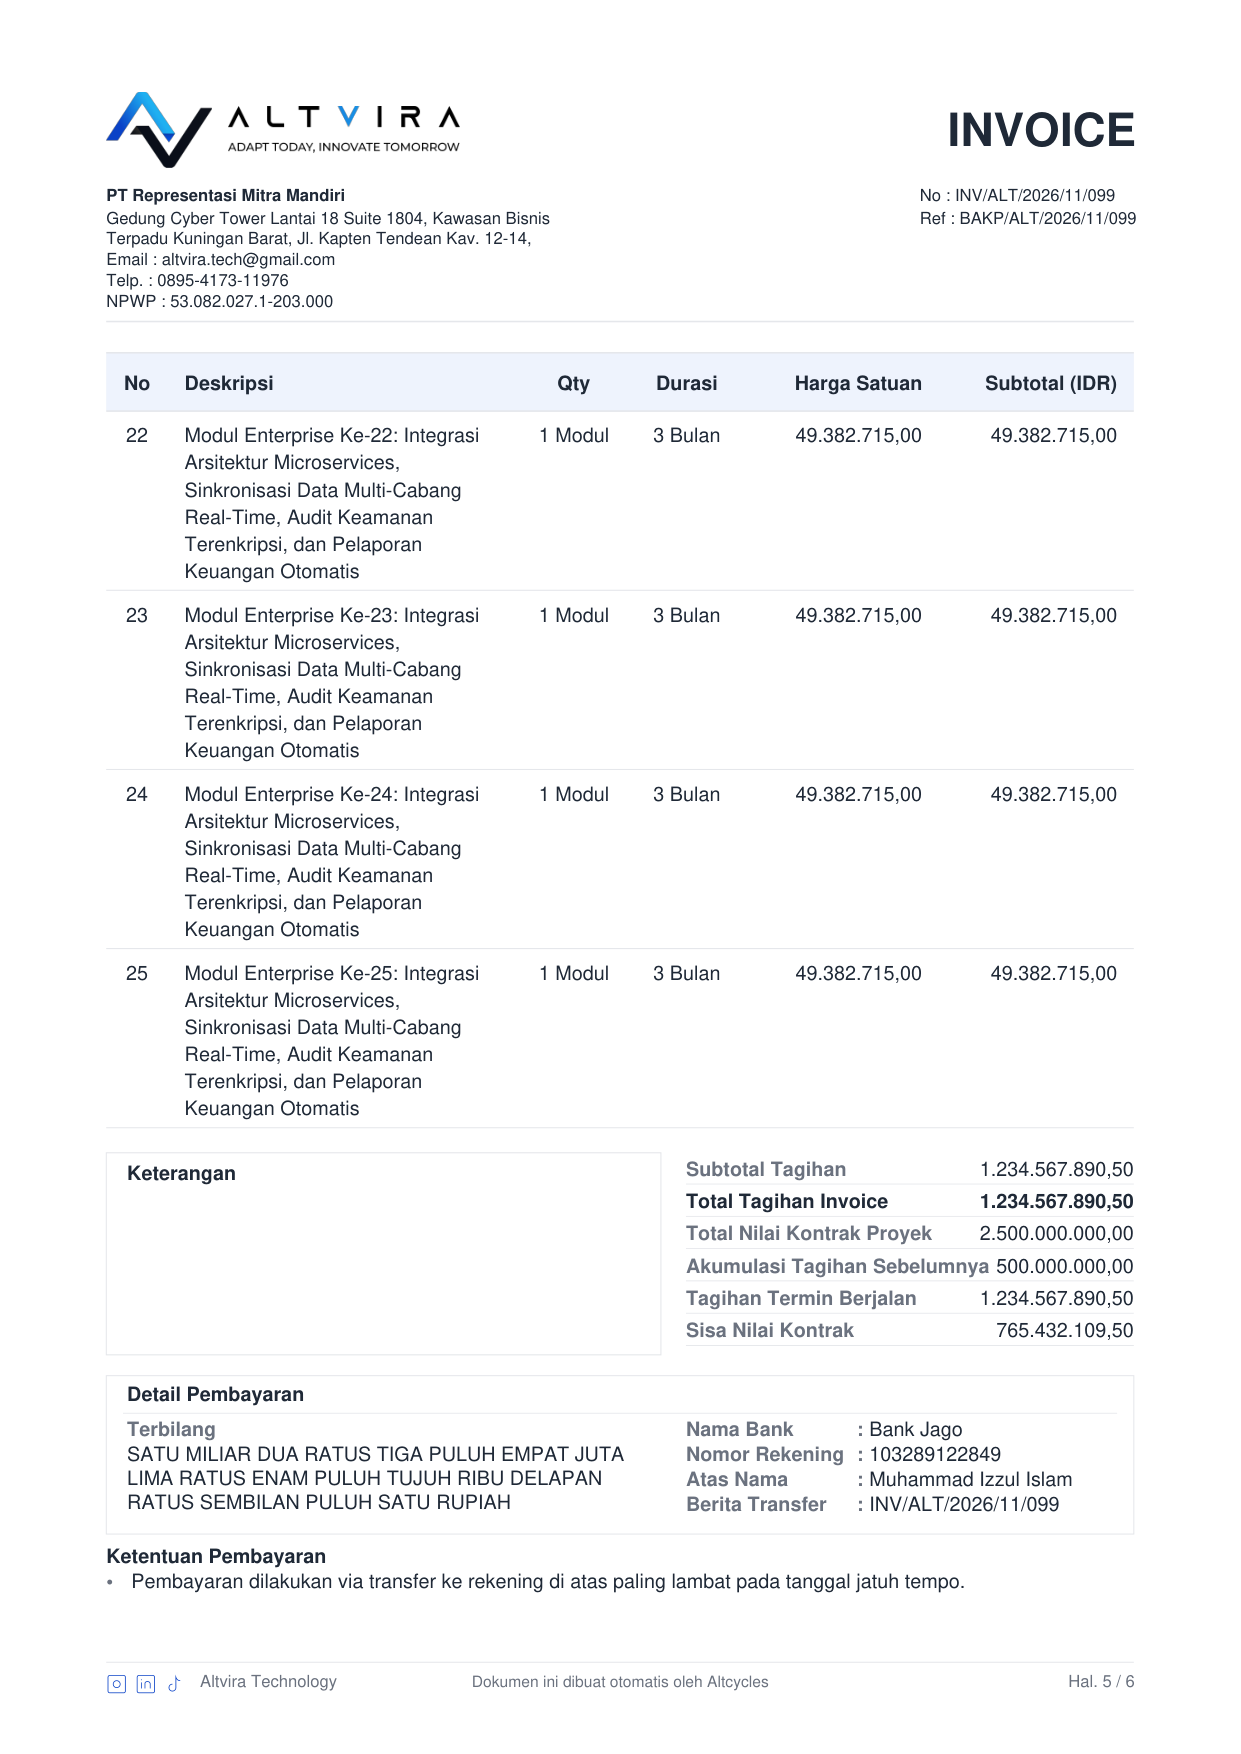 ALTVIRA
ADAPT TODAY, INNOVATE TOMORROW
INVOICE
PT Representasi Mitra Mandiri
Gedung Cyber Tower Lantai 18 Suite 1804, Kawasan Bisnis
Terpadu Kuningan Barat, Jl. Kapten Tendean Kav. 12-14,
Email : altvira.tech@gmail.com
Telp. : 0895-4173-11976
NPWP : 53.082.027.1-203.000
No : INV/ALT/2026/11/099
Ref : BAKP/ALT/2026/11/099
No Deskripsi Qty Durasi Harga Satuan Subtotal (IDR)
22 Modul Enterprise Ke-22: Integrasi 1 Modul 3 Bulan 49.382.715,00 49.382.715,00
Arsitektur Microservices,
Sinkronisasi Data Multi-Cabang
Real-Time, Audit Keamanan
Terenkripsi, dan Pelaporan
Keuangan Otomatis
23 Modul Enterprise Ke-23: Integrasi 1 Modul 3 Bulan 49.382.715,00 49.382.715,00
Arsitektur Microservices,
Sinkronisasi Data Multi-Cabang
Real-Time, Audit Keamanan
Terenkripsi, dan Pelaporan
Keuangan Otomatis
24 Modul Enterprise Ke-24: Integrasi 1 Modul 3 Bulan 49.382.715,00 49.382.715,00
Arsitektur Microservices,
Sinkronisasi Data Multi-Cabang
Real-Time, Audit Keamanan
Terenkripsi, dan Pelaporan
Keuangan Otomatis
25 Modul Enterprise Ke-25: Integrasi 1 Modul 3 Bulan 49.382.715,00 49.382.715,00
Arsitektur Microservices,
Sinkronisasi Data Multi-Cabang
Real-Time, Audit Keamanan
Terenkripsi, dan Pelaporan
Keuangan Otomatis
Keterangan
Subtotal Tagihan 1.234.567.890,50
Total Tagihan Invoice 1.234.567.890,50
Total Nilai Kontrak Proyek 2.500.000.000,00
Akumulasi Tagihan Sebelumnya 500.000.000,00
Tagihan Termin Berjalan 1.234.567.890,50
Sisa Nilai Kontrak 765.432.109,50
Detail Pembayaran
Terbilang
SATU MILIAR DUA RATUS TIGA PULUH EMPAT JUTA
LIMA RATUS ENAM PULUH TUJUH RIBU DELAPAN
RATUS SEMBILAN PULUH SATU RUPIAH
Nama Bank : Bank Jago
Nomor Rekening : 103289122849
Atas Nama : Muhammad Izzul Islam
Berita Transfer : INV/ALT/2026/11/099
Ketentuan Pembayaran
• Pembayaran dilakukan via transfer ke rekening di atas paling lambat pada tanggal jatuh tempo.
Altvira Technology Dokumen ini dibuat otomatis oleh Altcycles Hal. 5 / 6